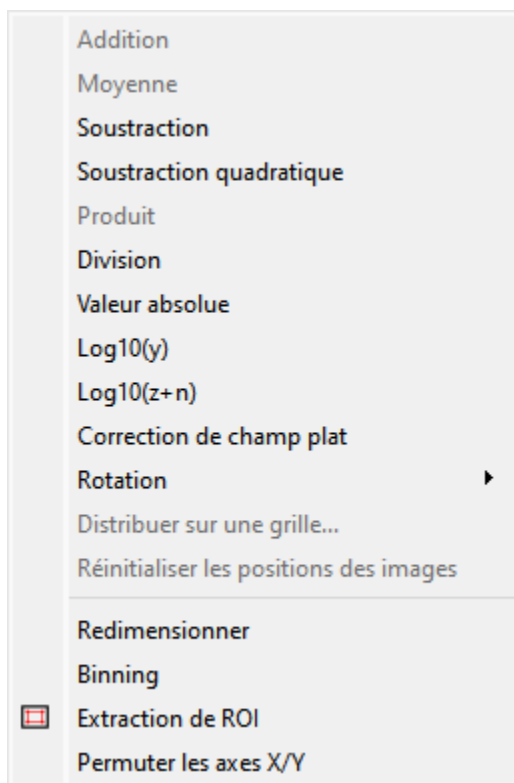 Addition
Moyenne
Soustraction
Soustraction quadratique
Produit
Division
Valeur absolue
Log10(y)
Log10(z+n)
Correction de champ plat
Rotation
Distribuer sur une grille...
Réinitialiser les positions des images
Redimensionner
Binning
Extraction de ROI
Permuter les axes X/Y